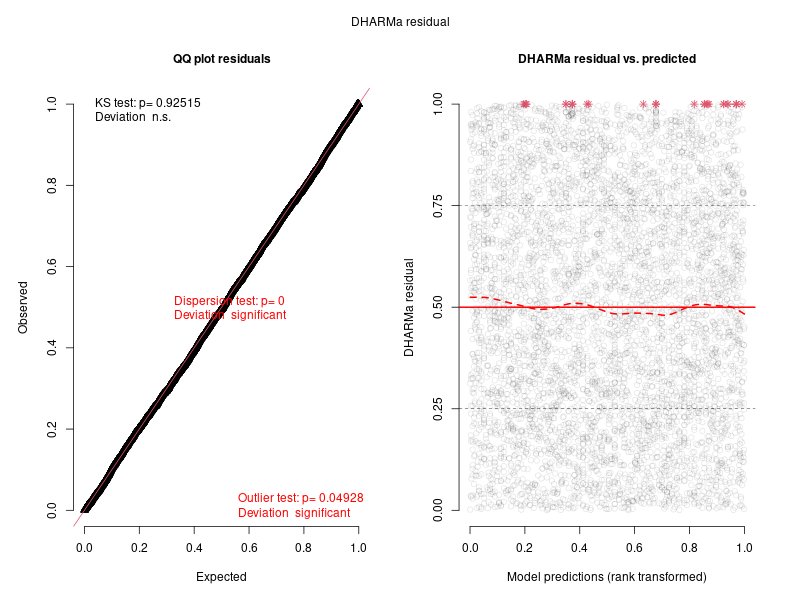 DHARMa residual
QQ plot residuals
KS test: p= 0.92515
Deviation n.s.
Dispersion test: p= 0
Deviation significant
Outlier test: p= 0.04928
Deviation significant
Observed
0.0 0.2 0.4 0.6 0.8 1.0
0.0 0.2 0.4 0.6 0.8 1.0
Expected
DHARMa residual vs. predicted
DHARMa residual
0.00 0.25 0.50 0.75 1.00
0.0 0.2 0.4 0.6 0.8 1.0
Model predictions (rank transformed)